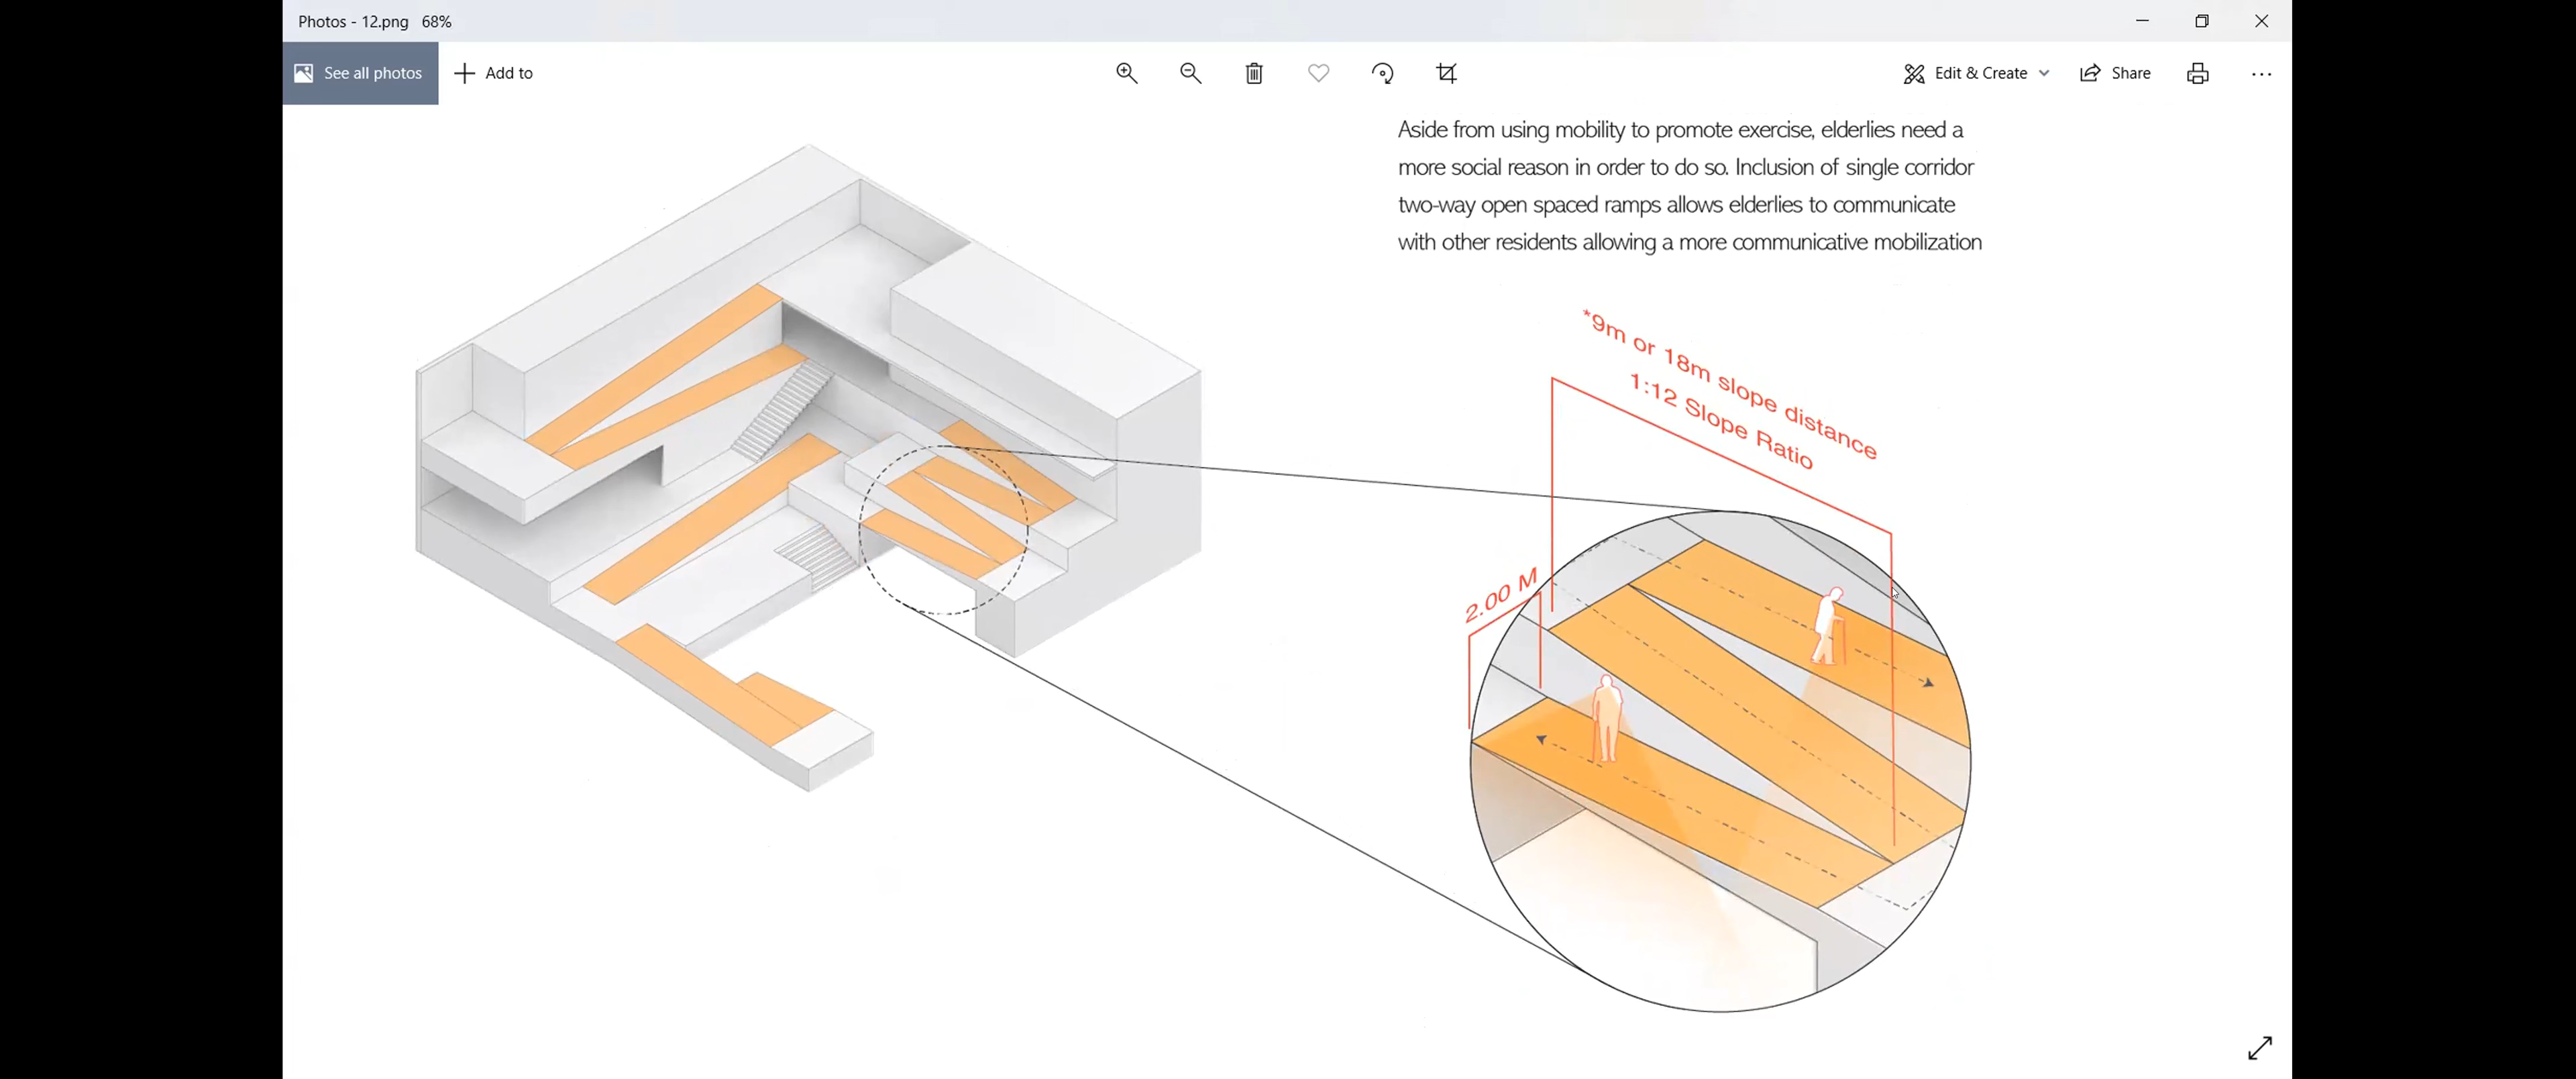 Photos - 12.png 68%
See all photos
Add to
Edit & Create
Share
Aside from using mobility to promote exercise, elderlies need a
more social reason in order to do so. Inclusion of single corridor
two-way open spaced ramps allows elderlies to communicate
with other residents allowing a more communicative mobilization
*9m or 18m slope distance
1:12 Slope Ratio
2.00 M